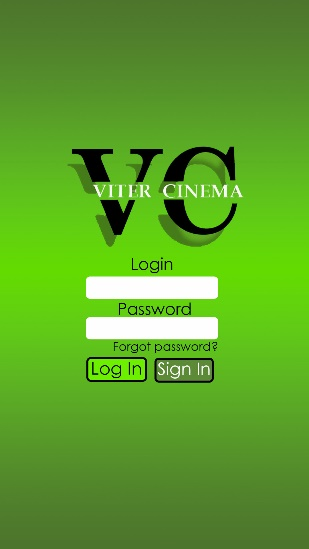 VC
VITER CINEMA
Login
Password
Forgot password?
Log In Sign In